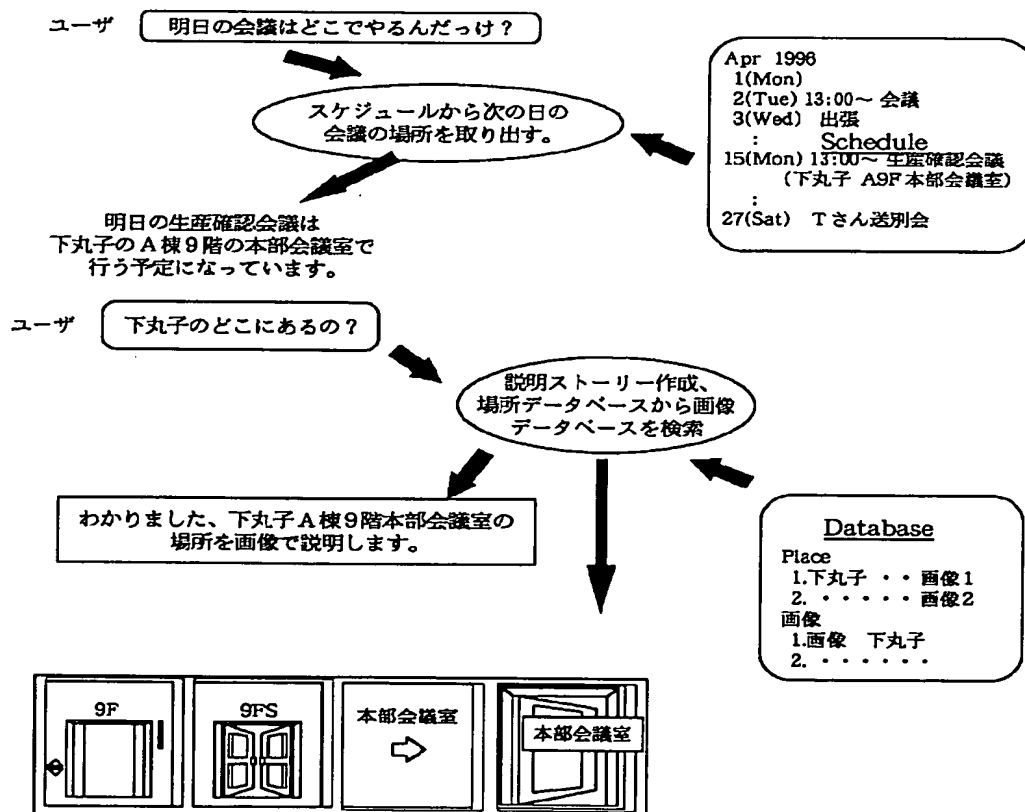 ユーザ 明日の会議はどこでやるんだっけ？
スケジュールから次の日の
会議の場所を取り出す。
Apr 1996
1(Mon)
2(Tue) 13:00〜 会議
3(Wed) 出張
:
Schedule
15(Mon) 13:00〜 生産確認会議
(下丸子 A9F本部会議室)
:
27(Sat) Tさん送別会
明日の生産確認会議は
下丸子のA棟9階の本部会議室で
行う予定になっています。
ユーザ 下丸子のどこにあるの？
説明ストーリー作成、
場所データベースから画像
データベースを検索
わかりました、下丸子A棟9階本部会議室の
場所を画像で説明します。
Database
Place
1.下丸子 ・・ 画像1
2. ・・・・・ 画像2
画像
1.画像 下丸子
2. ・・・・・・
9F
9FS
本部会議室
本部会議室